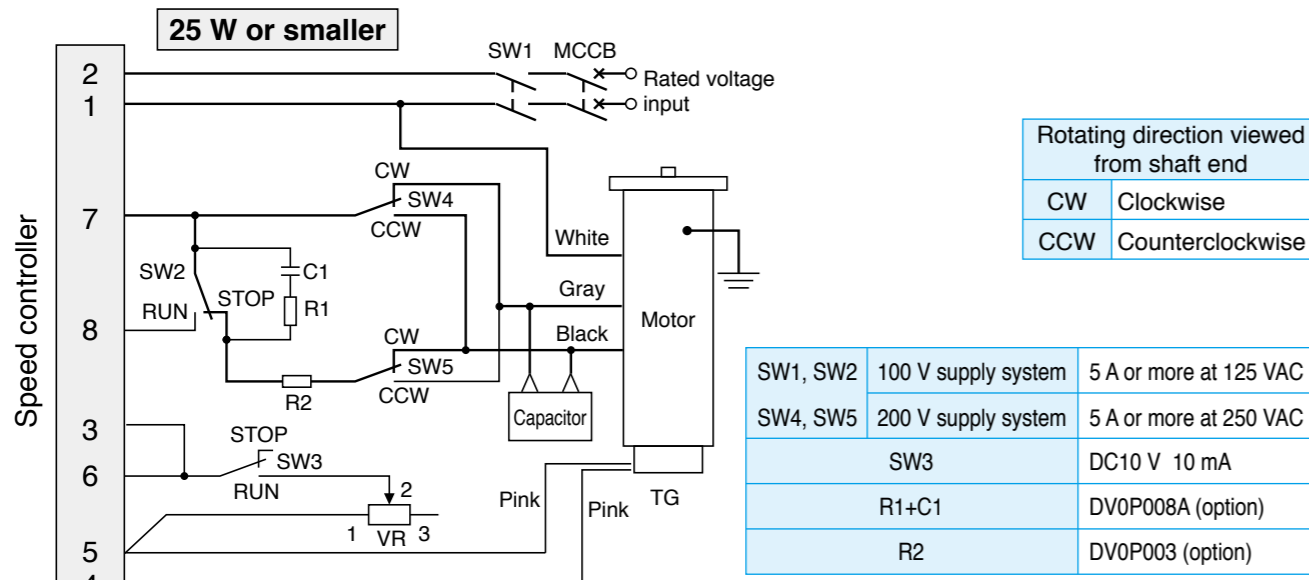 25 W or smaller
SW1 MCCB
2
Rated voltage
1
input
Rotating direction viewed
from shaft end
CW Clockwise
CCW Counterclockwise
CW
SW4
7
CCW
White
SW2
C1
STOP
Gray
RUN
R1
Motor
8
Black
CW
SW5
R2
CCW
Capacitor
Speed controller
SW1, SW2 100 V supply system 5 A or more at 125 VAC
SW4, SW5 200 V supply system 5 A or more at 250 VAC
SW3 DC10 V 10 mA
R1+C1 DV0P008A (option)
R2 DV0P003 (option)
3
STOP
SW3
6
RUN
2
Pink
Pink
TG
1 VR 3
5